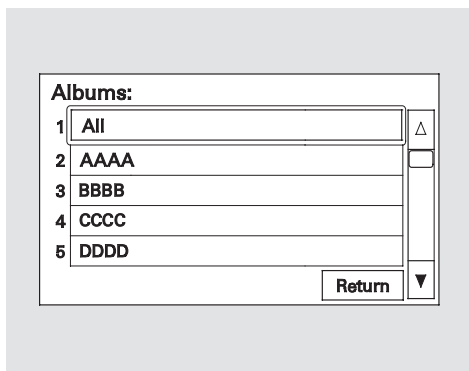 Albums:
1 All
2 AAAA
3 BBBB
4 CCCC
5 DDDD
Return